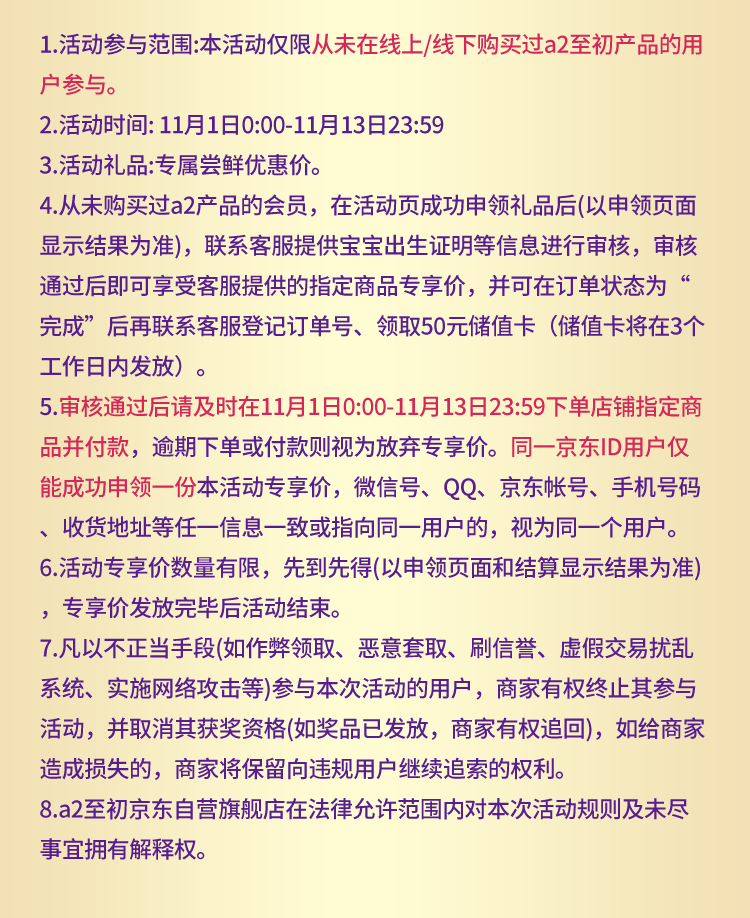 1.活动参与范围:本活动仅限从未在线上/线下购买过a2至初产品的用
户参与。
2.活动时间: 11月1日0:00-11月13日23:59
3.活动礼品:专属尝鲜优惠价。
4.从未购买过a2产品的会员，在活动页成功申领礼品后(以申领页面
显示结果为准)，联系客服提供宝宝出生证明等信息进行审核，审核
通过后即可享受客服提供的指定商品专享价，并可在订单状态为“
完成”后再联系客服登记订单号、领取50元储值卡（储值卡将在3个
工作日内发放）。
5.审核通过后请及时在11月1日0:00-11月13日23:59下单店铺指定商
品并付款，逾期下单或付款则视为放弃专享价。同一京东ID用户仅
能成功申领一份本活动专享价，微信号、QQ、京东帐号、手机号码
、收货地址等任一信息一致或指向同一用户的，视为同一个用户。
6.活动专享价数量有限，先到先得(以申领页面和结算显示结果为准)
，专享价发放完毕后活动结束。
7.凡以不正当手段(如作弊领取、恶意套取、刷信誉、虚假交易扰乱
系统、实施网络攻击等)参与本次活动的用户，商家有权终止其参与
活动，并取消其获奖资格(如奖品已发放，商家有权追回)，如给商家
造成损失的，商家将保留向违规用户继续追索的权利。
8.a2至初京东自营旗舰店在法律允许范围内对本次活动规则及未尽
事宜拥有解释权。